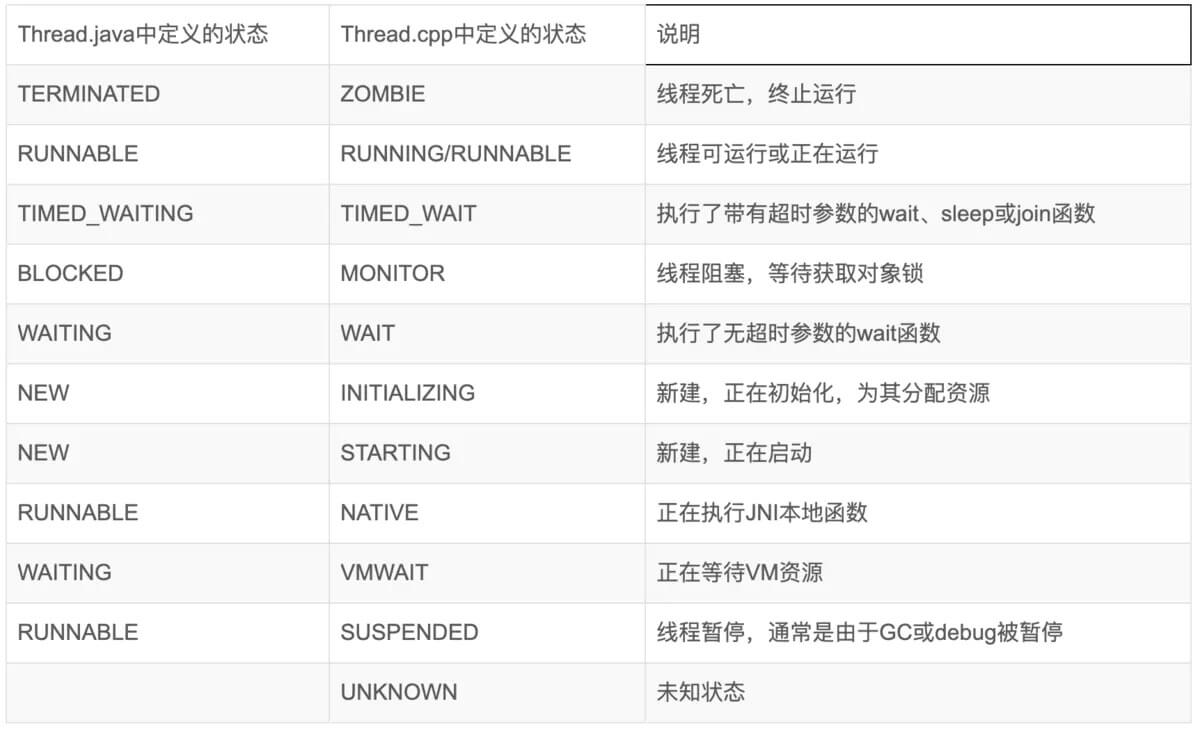 Thread.java中定义的状态 Thread.cpp中定义的状态 说明
TERMINATED ZOMBIE 线程死亡，终止运行
RUNNABLE RUNNING/RUNNABLE 线程可运行或正在运行
TIMED_WAITING TIMED_WAIT 执行了带有超时参数的wait、sleep或join函数
BLOCKED MONITOR 线程阻塞，等待获取对象锁
WAITING WAIT 执行了无超时参数的wait函数
NEW INITIALIZING 新建，正在初始化，为其分配资源
NEW STARTING 新建，正在启动
RUNNABLE NATIVE 正在执行JNI本地函数
WAITING VMWAIT 正在等待VM资源
RUNNABLE SUSPENDED 线程暂停，通常是由于GC或debug被暂停
UNKNOWN 未知状态